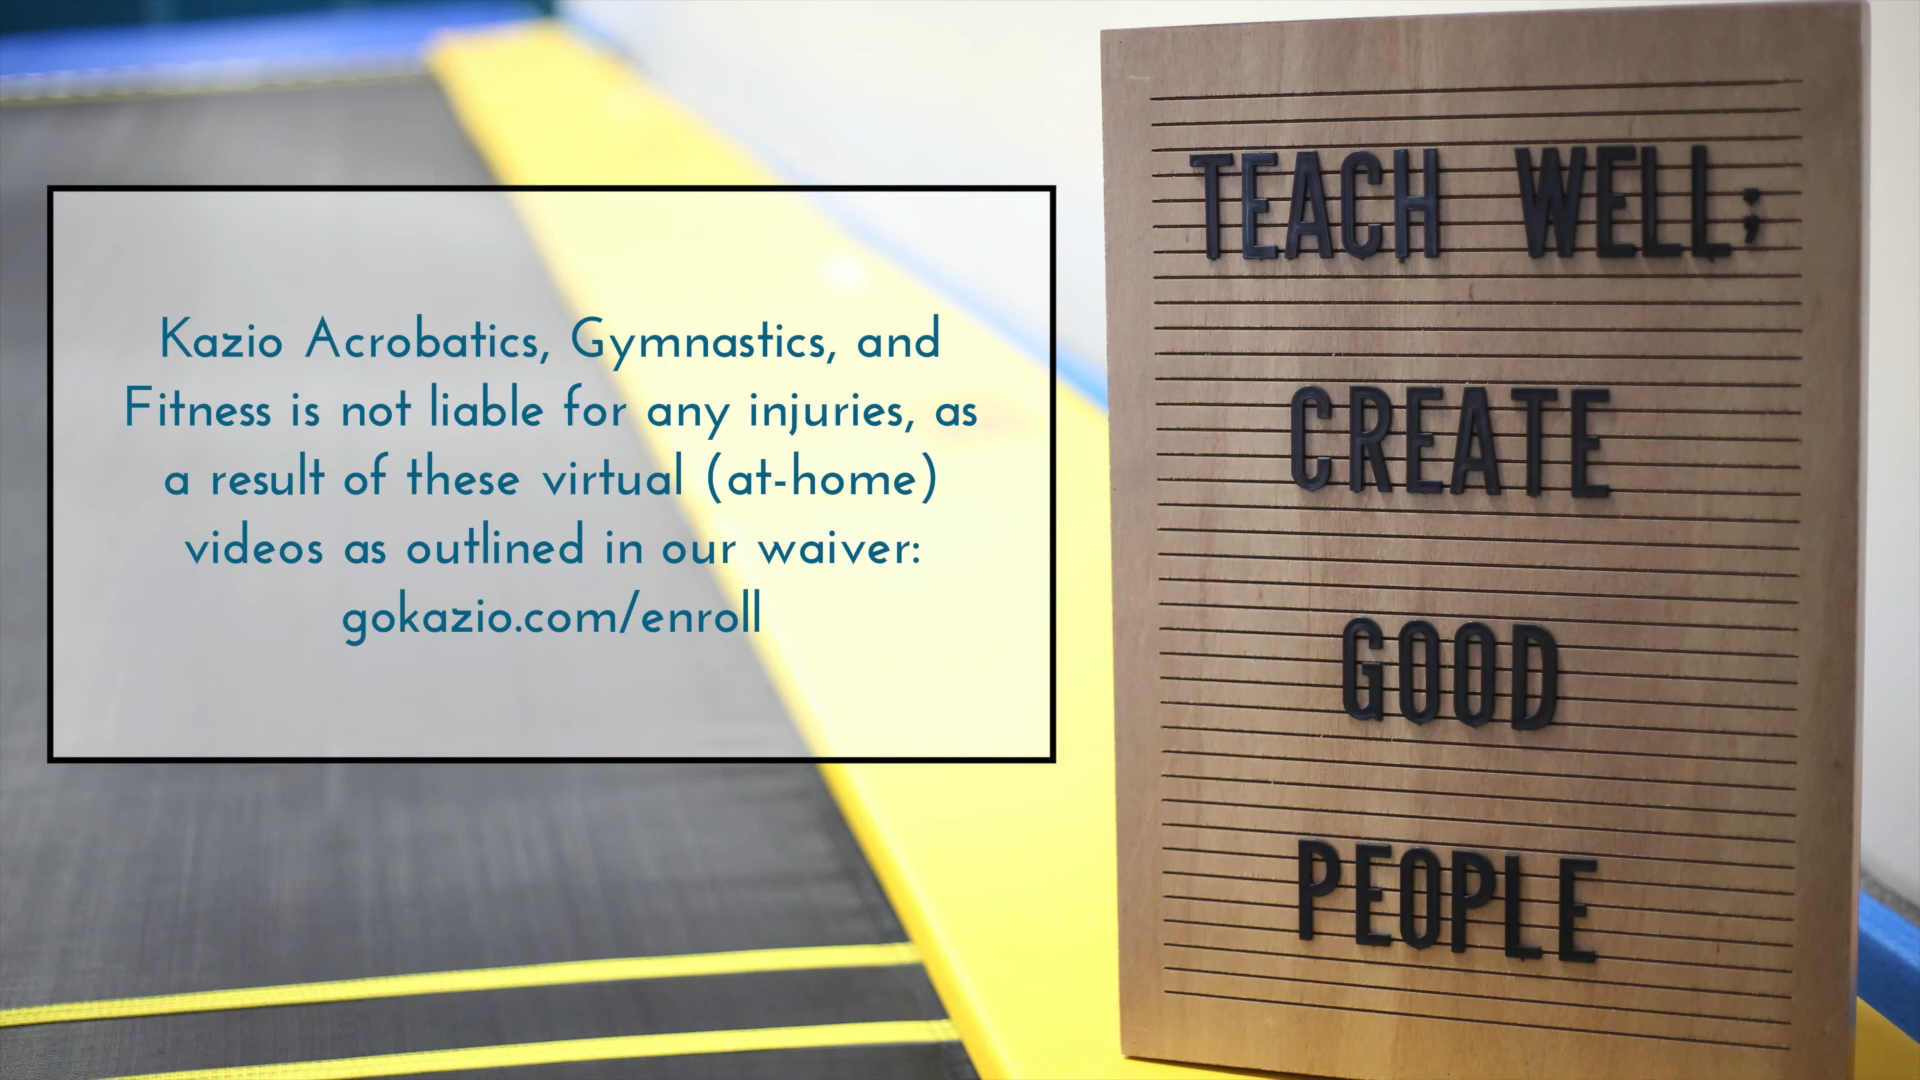 Kazio Acrobatics, Gymnastics, and
Fitness is not liable for any injuries, as
a result of these virtual (at-home)
videos as outlined in our waiver:
gokazio.com/enroll
TEACH WELL;
CREATE
GOOD
PEOPLE